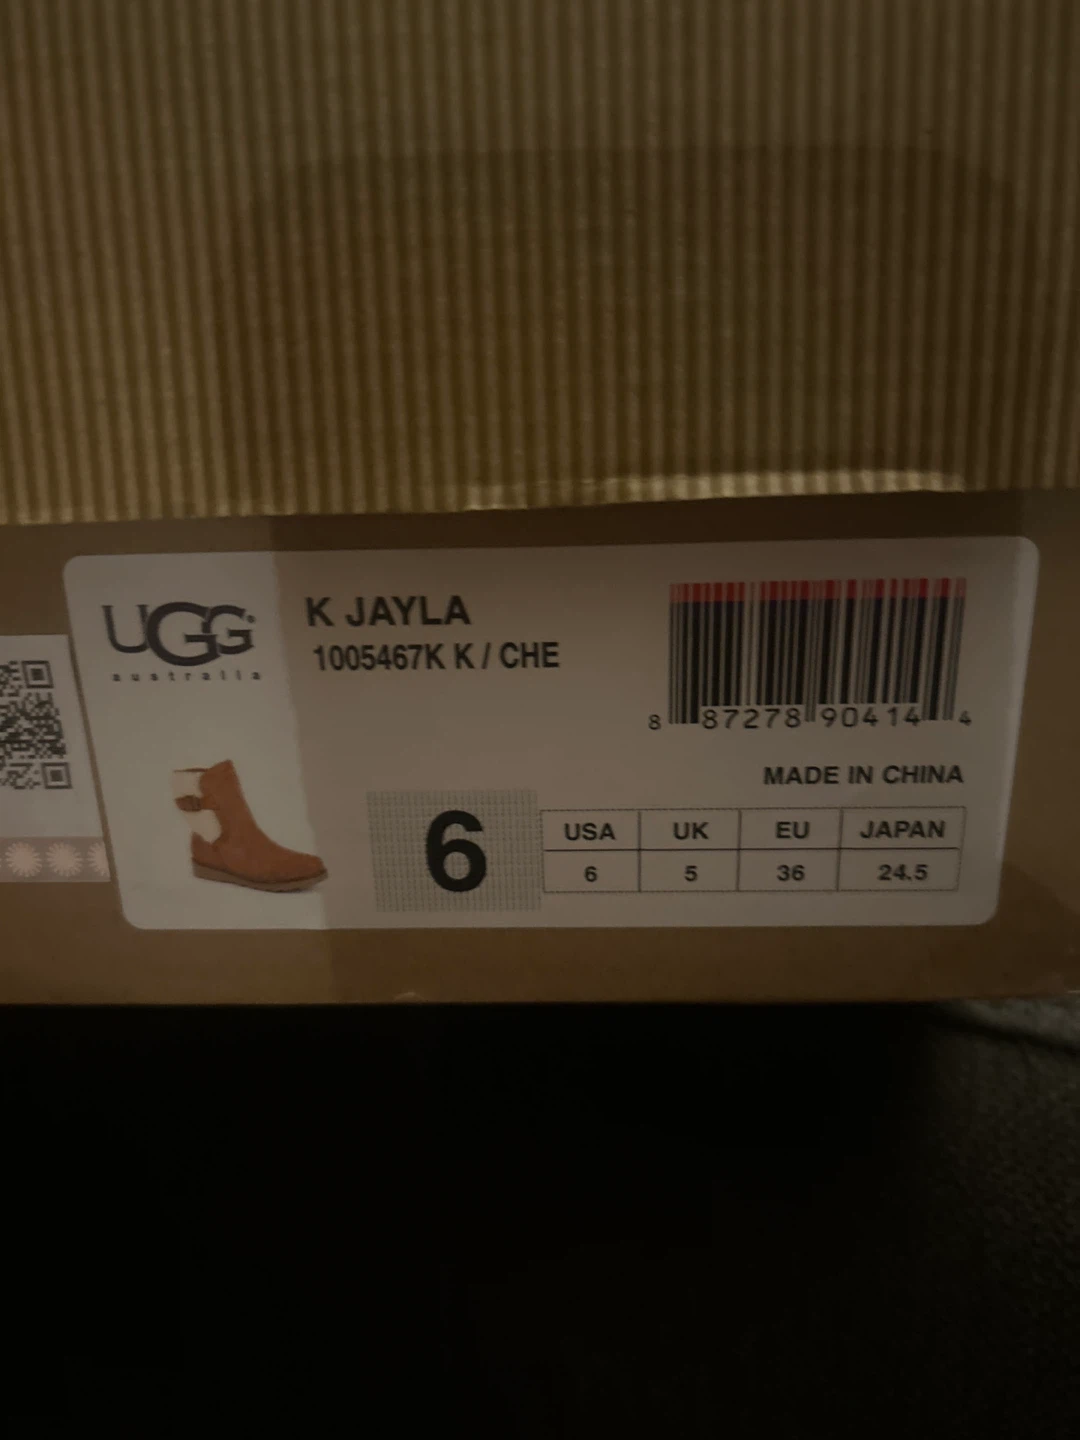 UGG
australia
K JAYLA
1005467K K / CHE
8 87278 90414 4
MADE IN CHINA
6
USA UK EU JAPAN
6 5 36 24.5